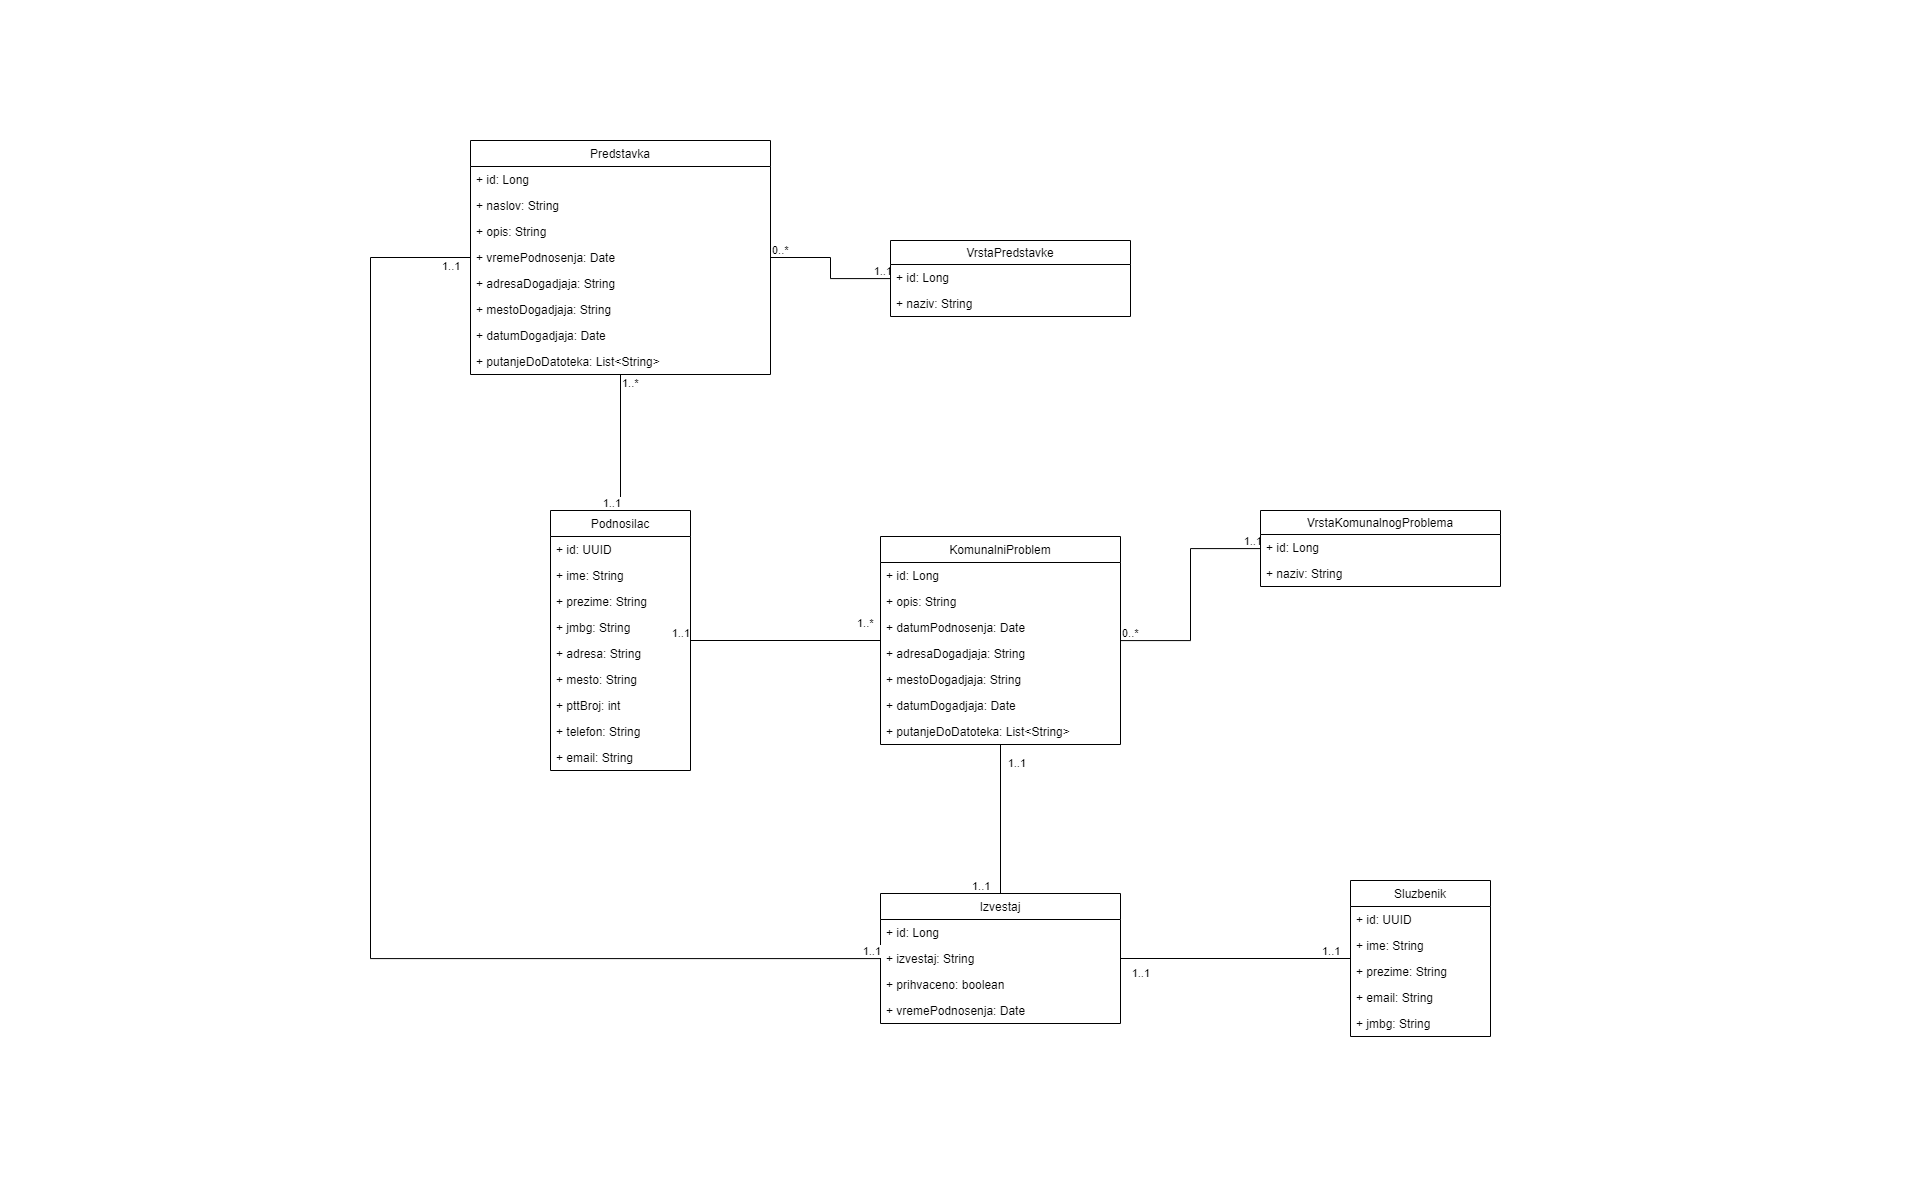 Predstavka
+ id: Long
+ naslov: String
+ opis: String
+ vremePodnosenja: Date
+ adresaDogadjaja: String
+ mestoDogadjaja: String
+ datumDogadjaja: Date
+ putanjeDoDatoteka: List<String>
1..1
0..*
1..1
VrstaPredstavke
+ id: Long
+ naziv: String
1..*
1..1
Podnosilac
+ id: UUID
+ ime: String
+ prezime: String
+ jmbg: String
+ adresa: String
+ mesto: String
+ pttBroj: int
+ telefon: String
+ email: String
1..1
1..*
KomunalniProblem
+ id: Long
+ opis: String
+ datumPodnosenja: Date
+ adresaDogadjaja: String
+ mestoDogadjaja: String
+ datumDogadjaja: Date
+ putanjeDoDatoteka: List<String>
0..*
1..1
VrstaKomunalnogProblema
+ id: Long
+ naziv: String
1..1
1..1
Izvestaj
+ id: Long
+ izvestaj: String
+ prihvaceno: boolean
+ vremePodnosenja: Date
1..1
1..1
1..1
Sluzbenik
+ id: UUID
+ ime: String
+ prezime: String
+ email: String
+ jmbg: String